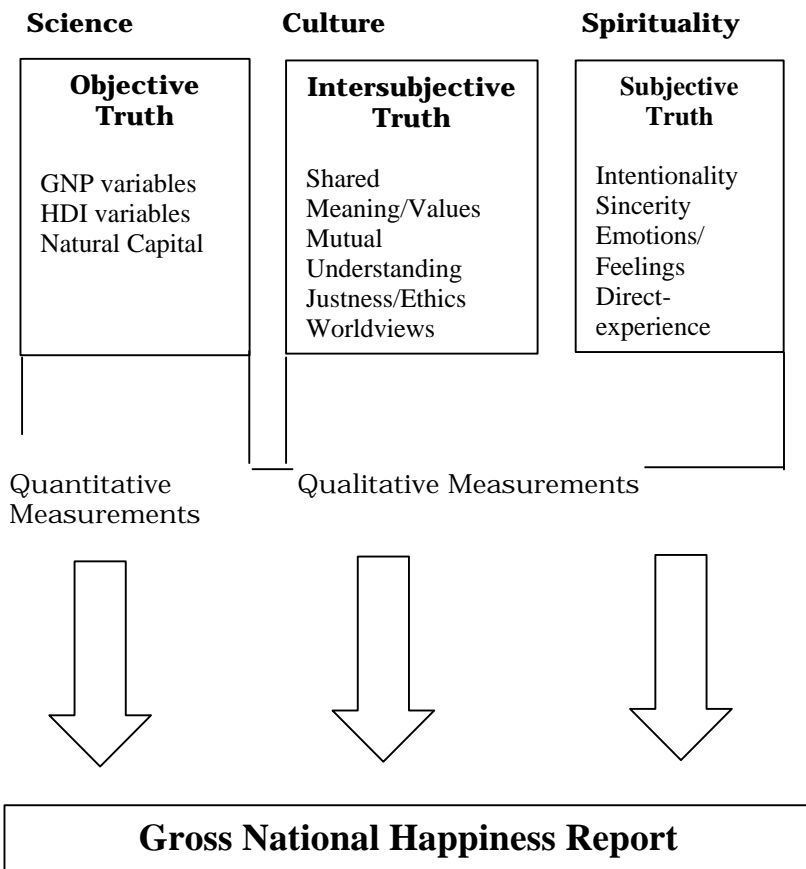 Science
Culture
Spirituality
Objective
Truth
GNP variables
HDI variables
Natural Capital
Intersubjective
Truth
Shared
Meaning/Values
Mutual
Understanding
Justness/Ethics
Worldviews
Subjective
Truth
Intentionality
Sincerity
Emotions/
Feelings
Direct-
experience
Quantitative
Measurements
Qualitative Measurements
Gross National Happiness Report